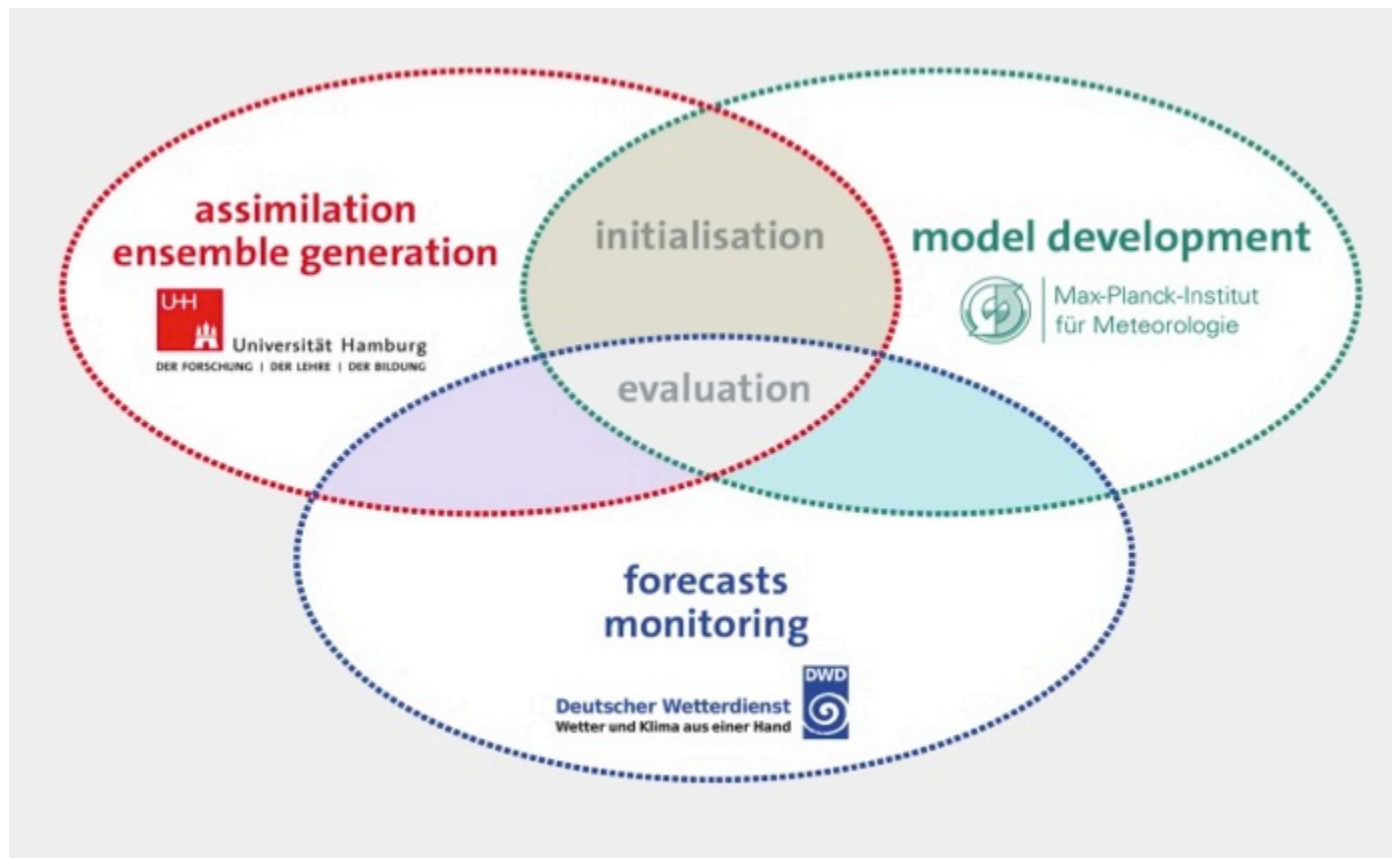 assimilation
ensemble generation
U+H
Universität Hamburg
DER FORSCHUNG | DER LEHRE | DER BILDUNG
initialisation
evaluation
model development
Max-Planck-Institut
für Meteorologie
forecasts
monitoring
DWD
Deutscher Wetterdienst
Wetter und Klima aus einer Hand